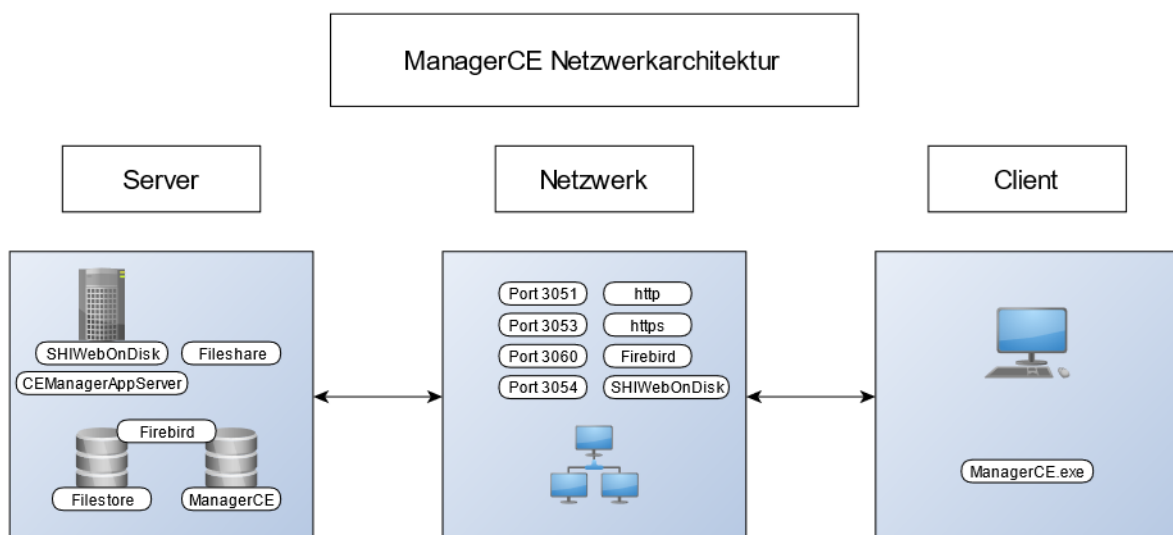 ManagerCE Netzwerkarchitektur
Server
Netzwerk
Client
SHIWebOnDisk
Fileshare
CEManagerAppServer
Firebird
Filestore
ManagerCE
Port 3051
http
Port 3053
https
Port 3060
Firebird
Port 3054
SHIWebOnDisk
ManagerCE.exe